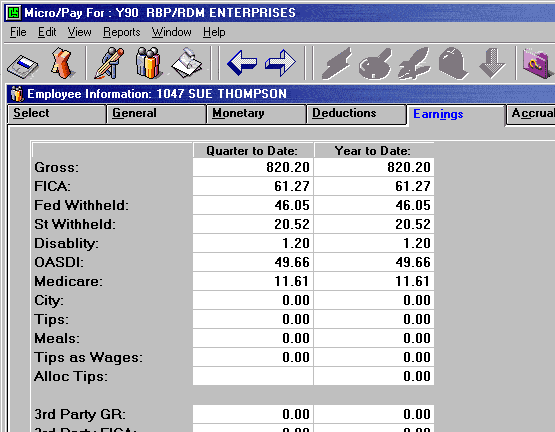 Micro/Pay For : Y90 RBP/RDM ENTERPRISES
File Edit View Reports Window Help
Employee Information: 1047 SUE THOMPSON
Select General Monetary Deductions Earnings Accrual
Quarter to Date: Year to Date:
Gross: 820.20 820.20
FICA: 61.27 61.27
Fed Withheld: 46.05 46.05
St Withheld: 20.52 20.52
Disablity: 1.20 1.20
OASDI: 49.66 49.66
Medicare: 11.61 11.61
City: 0.00 0.00
Tips: 0.00 0.00
Meals: 0.00 0.00
Tips as Wages: 0.00 0.00
Alloc Tips: 0.00
3rd Party GR: 0.00 0.00
3rd Party FICA: 0.00 0.00